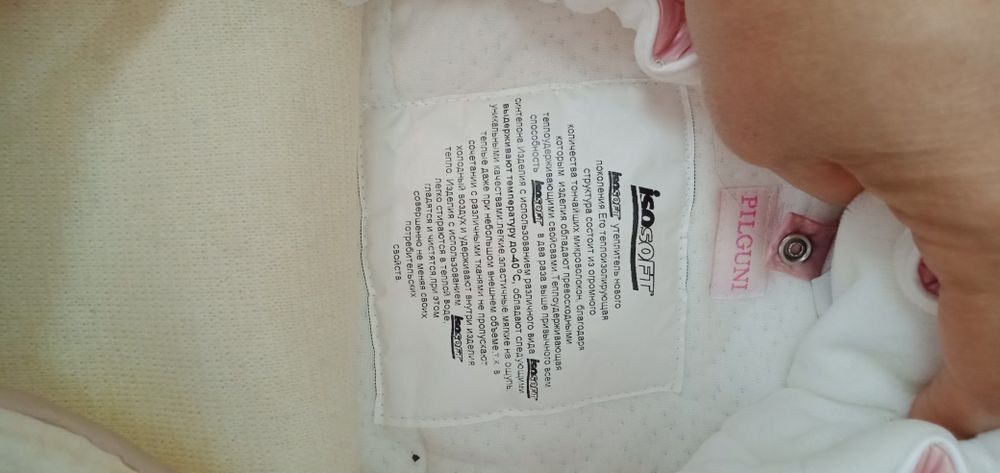 isosoft
isosoft утеплитель нового
поколения. Его теплоизолирующая
структура состоит из огромного
количества тончайших микроволокон, благодаря
которым изделия обладают превосходными
теплоудерживающими свойсвами. Теплоудерживающая
способность isosoft в два раза выше привычного всем
синтепона. Изделия с использованием различного вида isosoft
выдерживают температуру до -40°С, обладают следующими
уникальными качествами: легкие, эластичные, мягкие на ощупь
теплые даже при небольшом внешнем объеме, т.к. в
сочетании с различными тканями не пропускают
холодный воздух и удерживают внутри изделия
тепло. Изделия с использованием isosoft
легко стираются в теплой воде,
гладятся и чистятся, при этом
совершенно не меняя своих
потребительских
свойств
PILGUNI